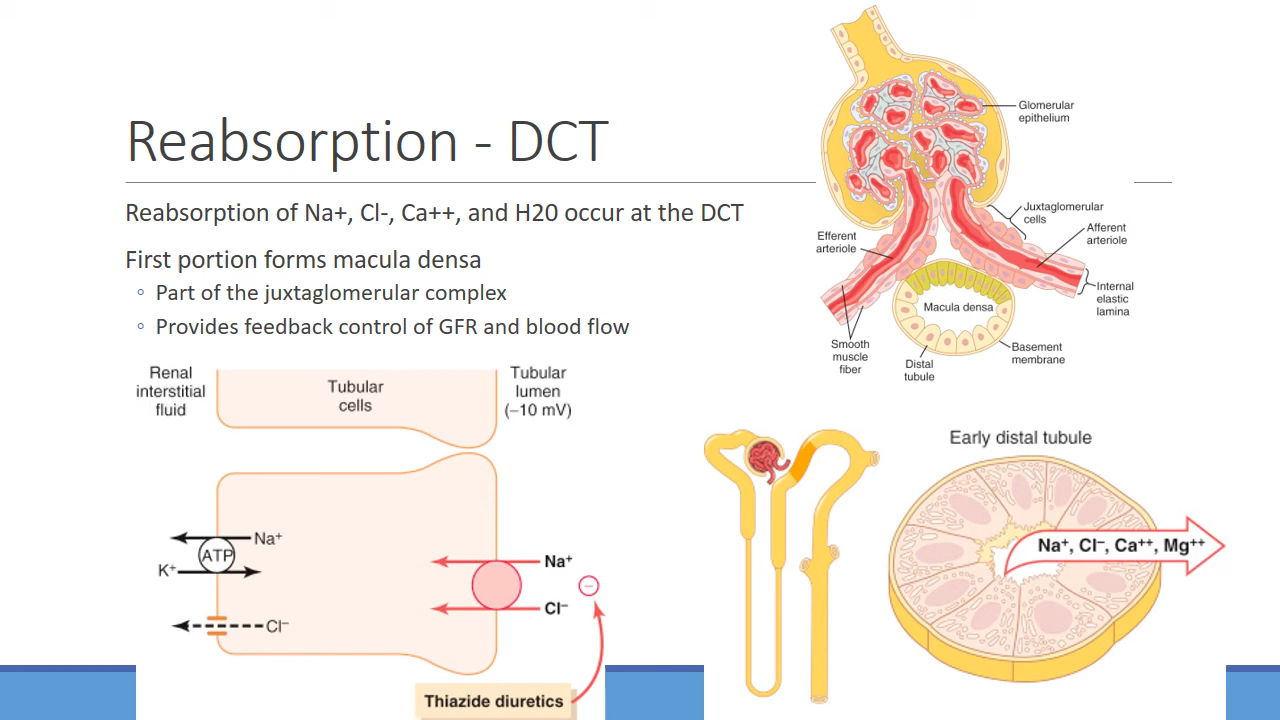 Reabsorption - DCT
Reabsorption of Na+, Cl-, Ca++, and H20 occur at the DCT
First portion forms macula densa
◦ Part of the juxtaglomerular complex
◦ Provides feedback control of GFR and blood flow
Glomerular
epithelium
Juxtaglomerular
cells
Afferent
arteriole
Efferent
arteriole
Internal
elastic
lamina
Macula densa
Smooth
muscle
fiber
Distal
tubule
Basement
membrane
Renal
interstitial
fluid
Tubular
cells
Tubular
lumen
(–10 mV)
Na⁺
ATP
K⁺
Cl⁻
Na⁺
Cl⁻
−
Thiazide diuretics
Early distal tubule
Na⁺, Cl⁻, Ca⁺⁺, Mg⁺⁺